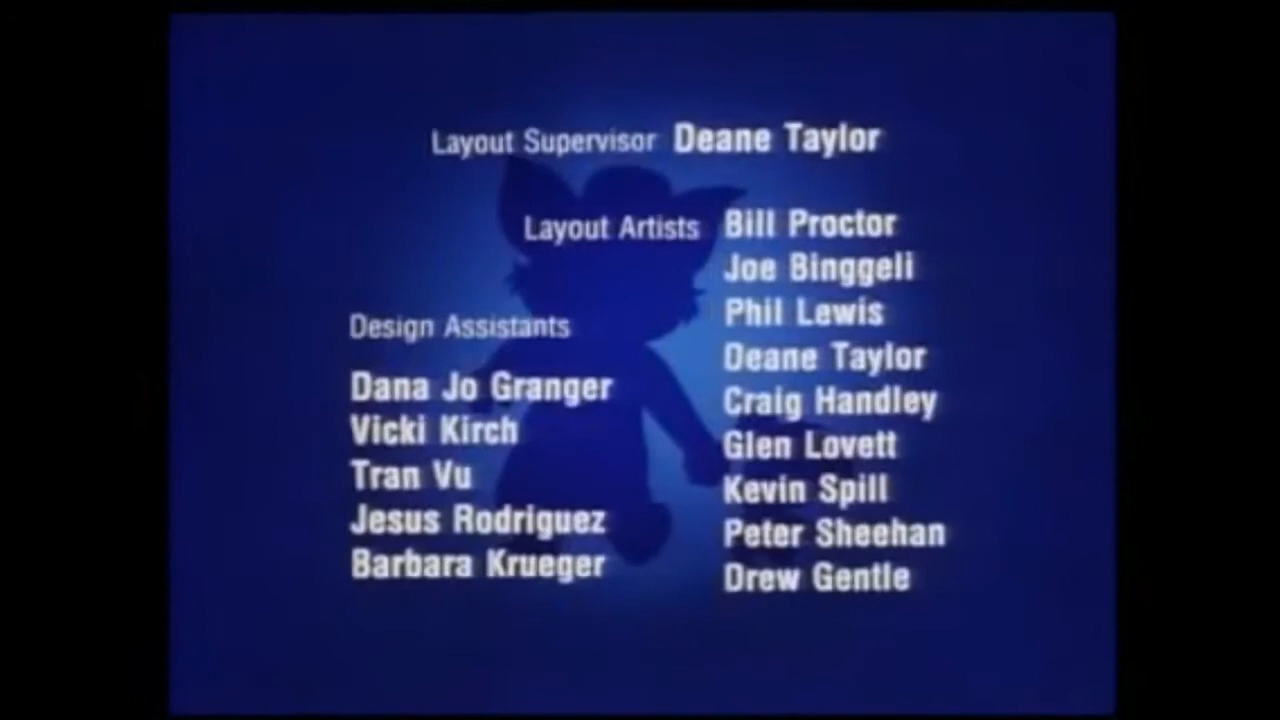 Layout Supervisor Deane Taylor
Layout Artists Bill Proctor
Joe Binggeli
Phil Lewis
Deane Taylor
Craig Handley
Glen Lovett
Kevin Spill
Peter Sheehan
Drew Gentle
Design Assistants
Dana Jo Granger
Vicki Kirch
Tran Vu
Jesus Rodriguez
Barbara Krueger